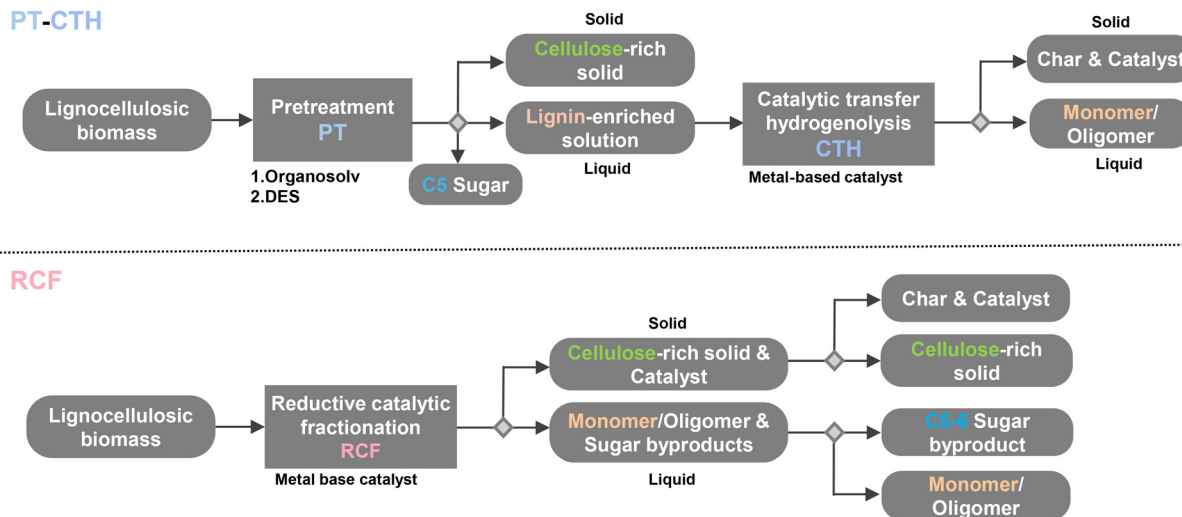 PT-CTH
Lignocellulosic
biomass
Pretreatment
PT
1.Organosolv
2.DES
Solid
Cellulose-rich
solid
Lignin-enriched
solution
Liquid
C5 Sugar
Catalytic transfer
hydrogenolysis
CTH
Metal-based catalyst
Solid
Char & Catalyst
Monomer/
Oligomer
Liquid
RCF
Lignocellulosic
biomass
Reductive catalytic
fractionation
RCF
Metal base catalyst
Solid
Cellulose-rich solid &
Catalyst
Monomer/Oligomer &
Sugar byproducts
Liquid
Char & Catalyst
Cellulose-rich
solid
C5-6 Sugar
byproduct
Monomer/
Oligomer